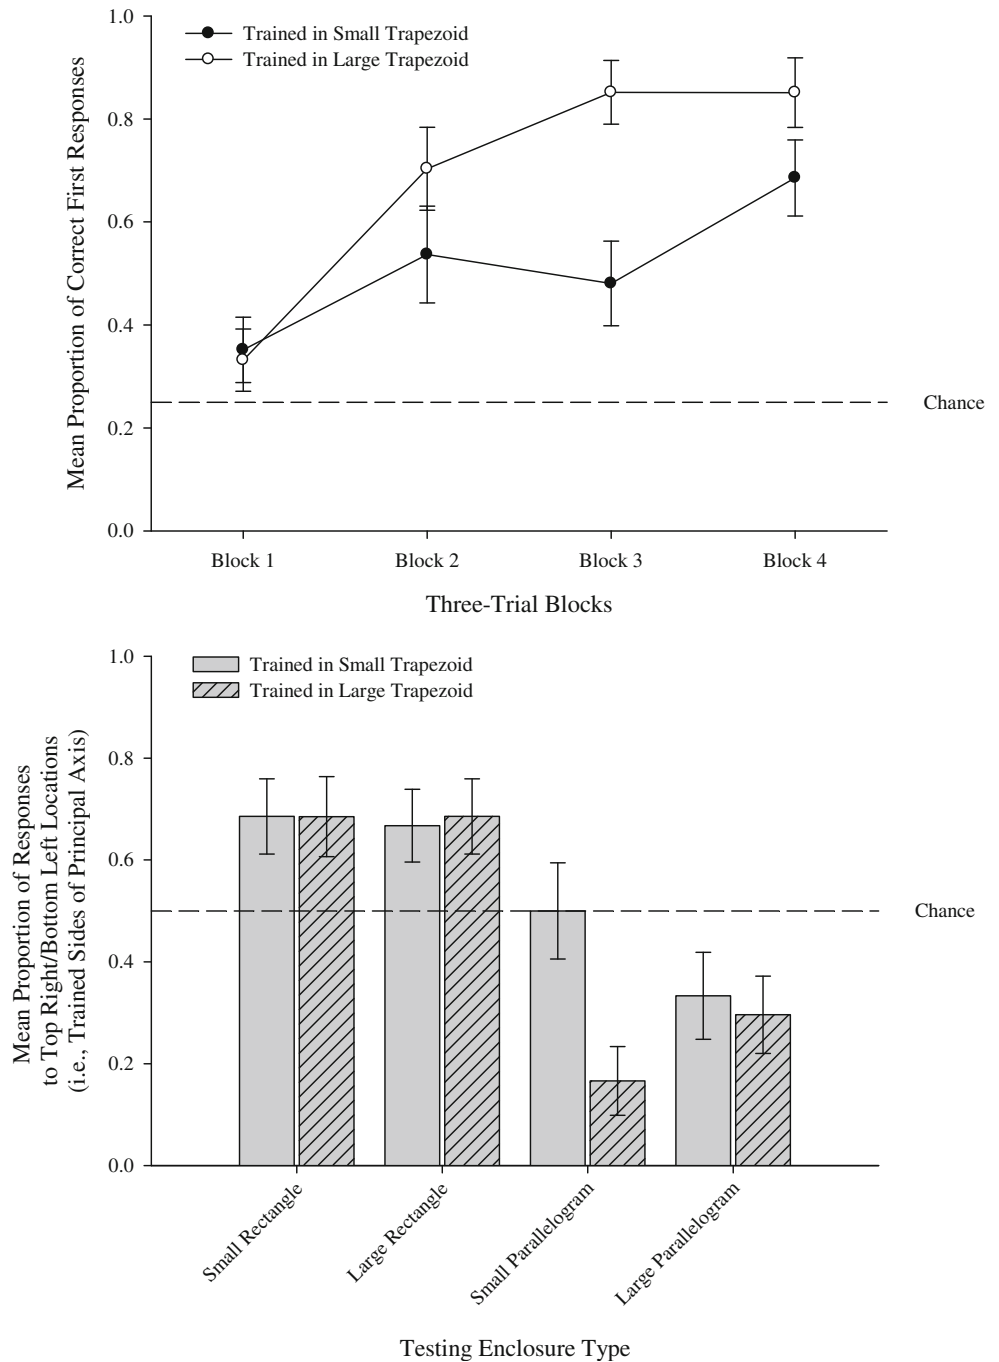 Mean Proportion of Correct First Responses
1.0
0.8
0.6
0.4
0.2
0.0
Trained in Small Trapezoid
Trained in Large Trapezoid
Chance
Block 1
Block 2
Block 3
Block 4
Three-Trial Blocks
Mean Proportion of Responses
to Top Right/Bottom Left Locations
(i.e., Trained Sides of Principal Axis)
1.0
0.8
0.6
0.4
0.2
0.0
Trained in Small Trapezoid
Trained in Large Trapezoid
Chance
Small Rectangle
Large Rectangle
Small Parallelogram
Large Parallelogram
Testing Enclosure Type